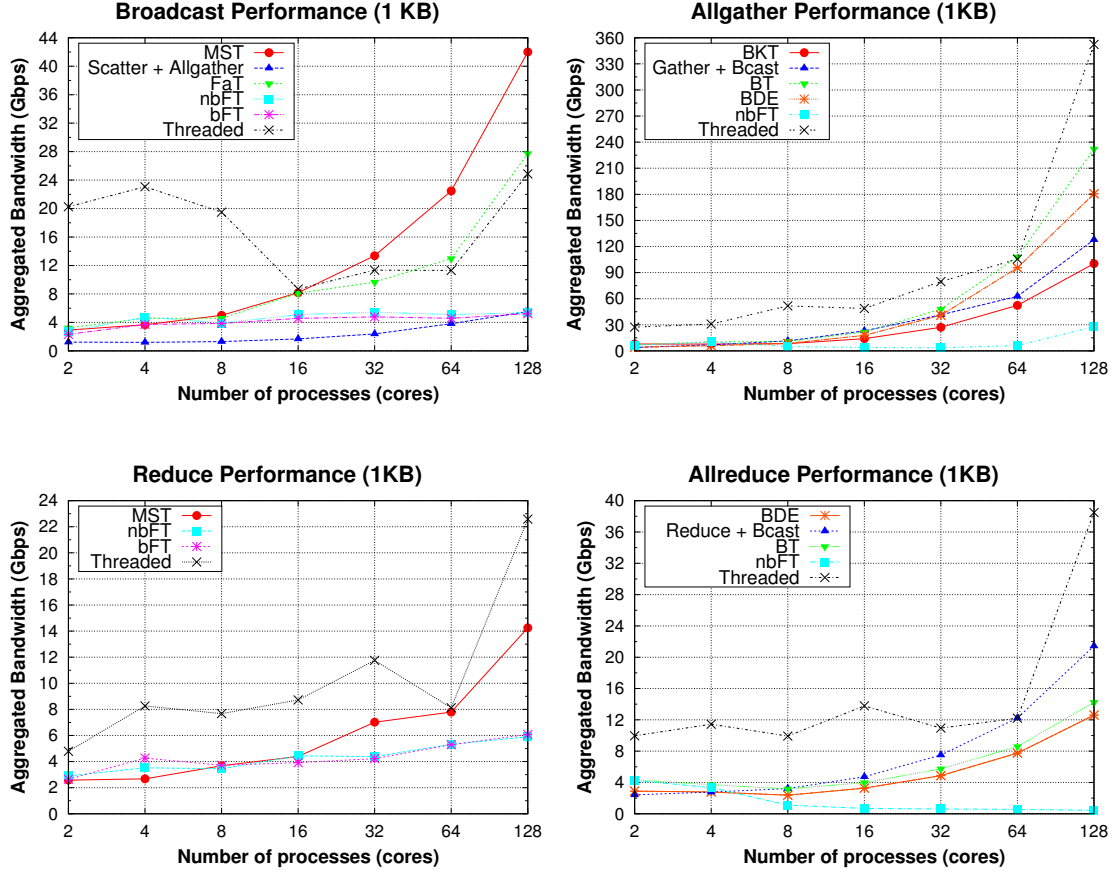 Broadcast Performance (1 KB)
Aggregated Bandwidth (Gbps)
44
40
36
32
28
24
20
16
12
8
4
0
MST
Scatter + Allgather
FaT
nbFT
bFT
Threaded
2
4
8
16
32
64
128
Number of processes (cores)
Allgather Performance (1KB)
Aggregated Bandwidth (Gbps)
360
330
300
270
240
210
180
150
120
90
60
30
0
BKT
Gather + Bcast
BT
BDE
nbFT
Threaded
2
4
8
16
32
64
128
Number of processes (cores)
Reduce Performance (1KB)
Aggregated Bandwidth (Gbps)
24
22
20
18
16
14
12
10
8
6
4
2
0
MST
nbFT
bFT
Threaded
2
4
8
16
32
64
128
Number of processes (cores)
Allreduce Performance (1KB)
Aggregated Bandwidth (Gbps)
40
36
32
28
24
20
16
12
8
4
0
BDE
Reduce + Bcast
BT
nbFT
Threaded
2
4
8
16
32
64
128
Number of processes (cores)